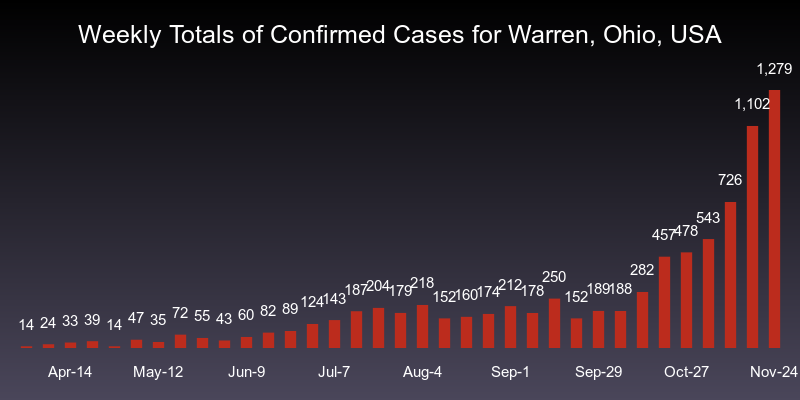 Weekly Totals of Confirmed Cases for Warren, Ohio, USA
1,279
1,102
726
543
457 478
282
14 24 33 39 14 47 35 72 55 43 60 82 89 124 143 187 204 179 218 152 160 174 212 178 250 152 189 188
Apr-14 May-12 Jun-9 Jul-7 Aug-4 Sep-1 Sep-29 Oct-27 Nov-24